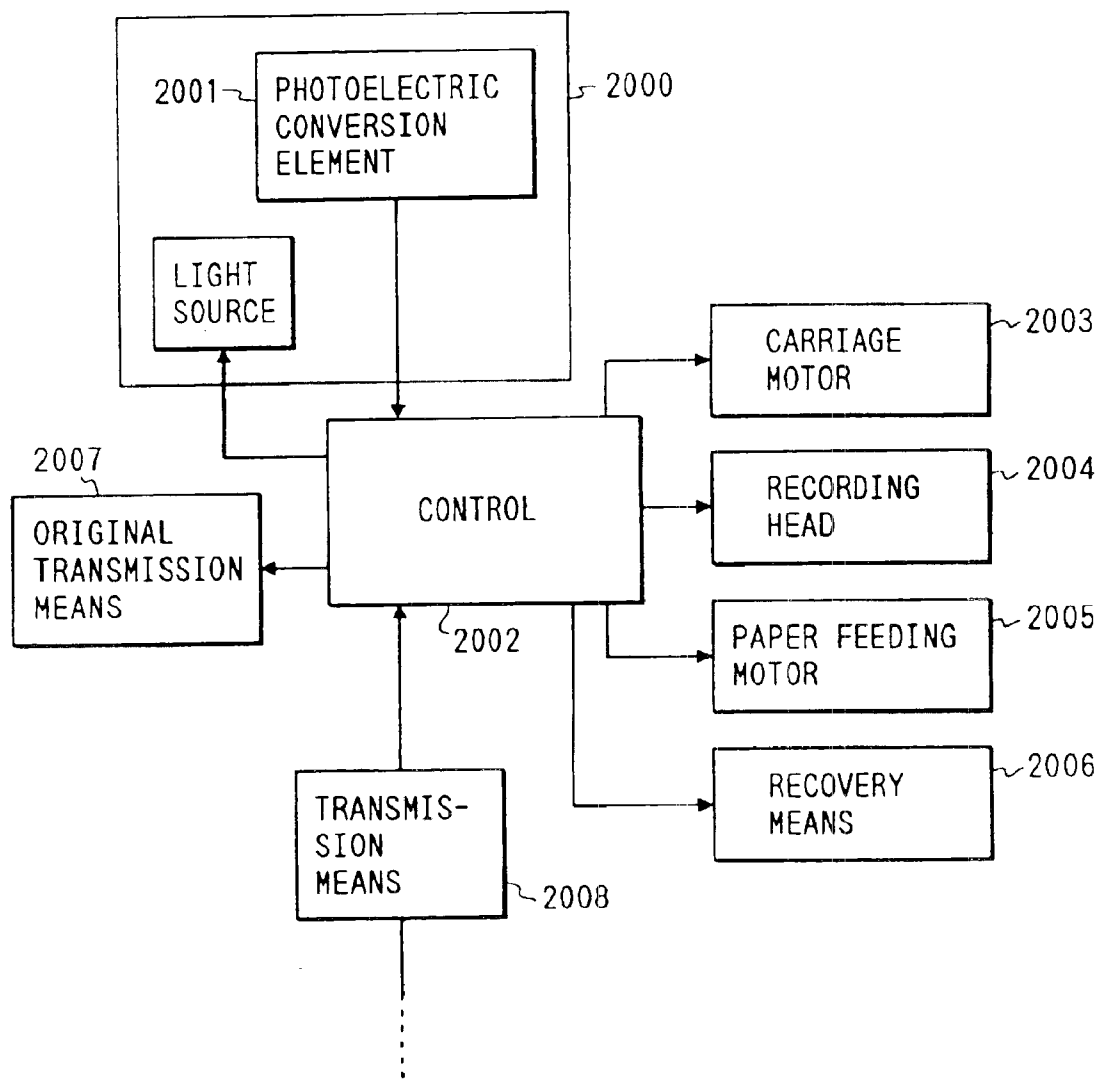 2001
PHOTOELECTRIC
CONVERSION
ELEMENT
2000
LIGHT
SOURCE
CARRIAGE
MOTOR
2003
2007
ORIGINAL
TRANSMISSION
MEANS
CONTROL
2002
RECORDING
HEAD
2004
PAPER FEEDING
MOTOR
2005
RECOVERY
MEANS
2006
TRANSMIS-
SION
MEANS
2008